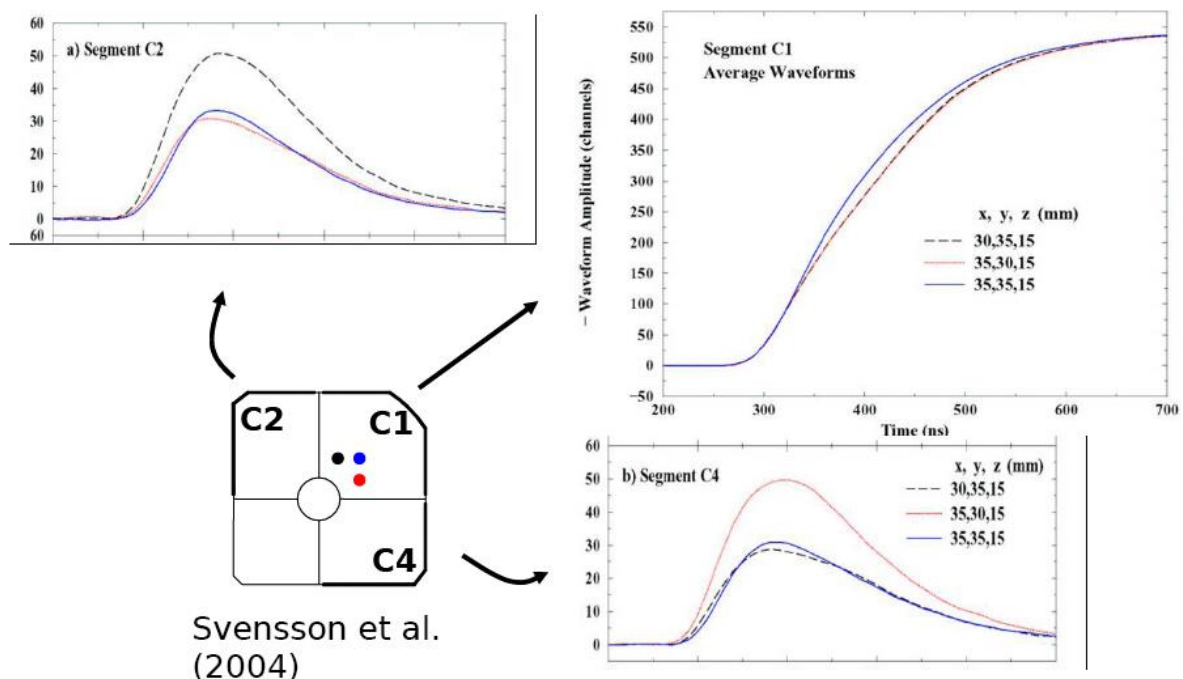 60
50
40
30
20
10
0
60
a) Segment C2
– Waveform Amplitude (channels)
550
500
450
400
350
300
250
200
150
100
50
0
−50
Segment C1
Average Waveforms
x, y, z (mm)
30,35,15
35,30,15
35,35,15
200 300 400 500 600 700
Time (ns)
C2 C1
C4
Svensson et al.
(2004)
60
50
40
30
20
10
0
b) Segment C4
x, y, z (mm)
30,35,15
35,30,15
35,35,15